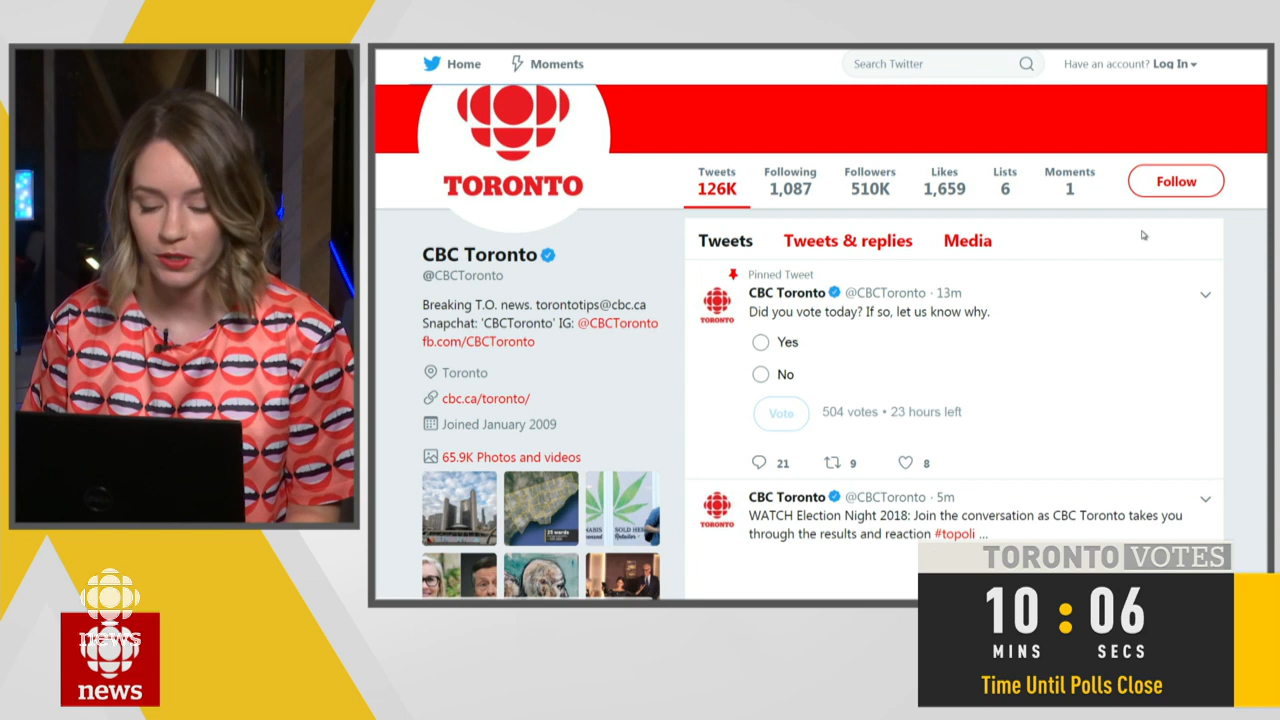 Home
Moments
Search Twitter
Have an account? Log In
TORONTO
Tweets
126K
Following
1,087
Followers
510K
Likes
1,659
Lists
6
Moments
1
Follow
CBC Toronto
@CBCToronto
Breaking T.O. news. torontotips@cbc.ca
Snapchat: 'CBCToronto' IG: @CBCToronto
fb.com/CBCToronto
Toronto
cbc.ca/toronto/
Joined January 2009
65.9K Photos and videos
Tweets
Tweets & replies
Media
Pinned Tweet
TORONTO
CBC Toronto @CBCToronto · 13m
Did you vote today? If so, let us know why.
Yes
No
Vote
504 votes • 23 hours left
21
9
8
TORONTO
CBC Toronto @CBCToronto · 5m
WATCH Election Night 2018: Join the conversation as CBC Toronto takes you
through the results and reaction #topoli ...
TORONTO VOTES
10 : 06
MINS SECS
Time Until Polls Close
news
news